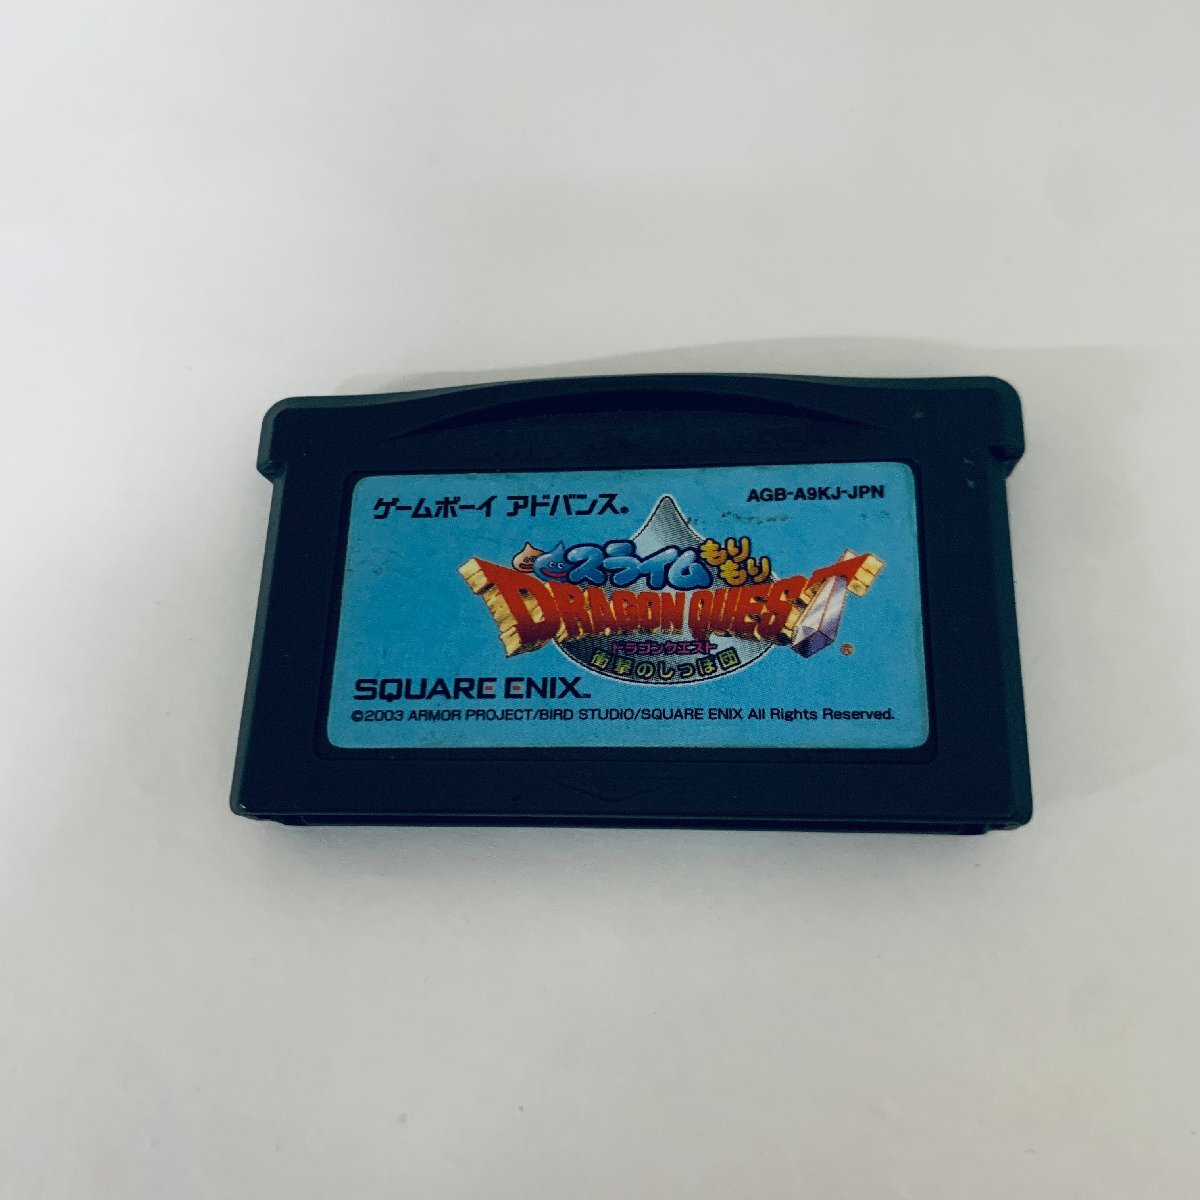 ゲームボーイ アドバンス®
AGB-A9KJ-JPN
スライムもりもり
DRAGON QUEST
ドラゴンクエスト
衝撃のしっぽ団
SQUARE ENIX™
©2003 ARMOR PROJECT/BIRD STUDIO/SQUARE ENIX All Rights Reserved.